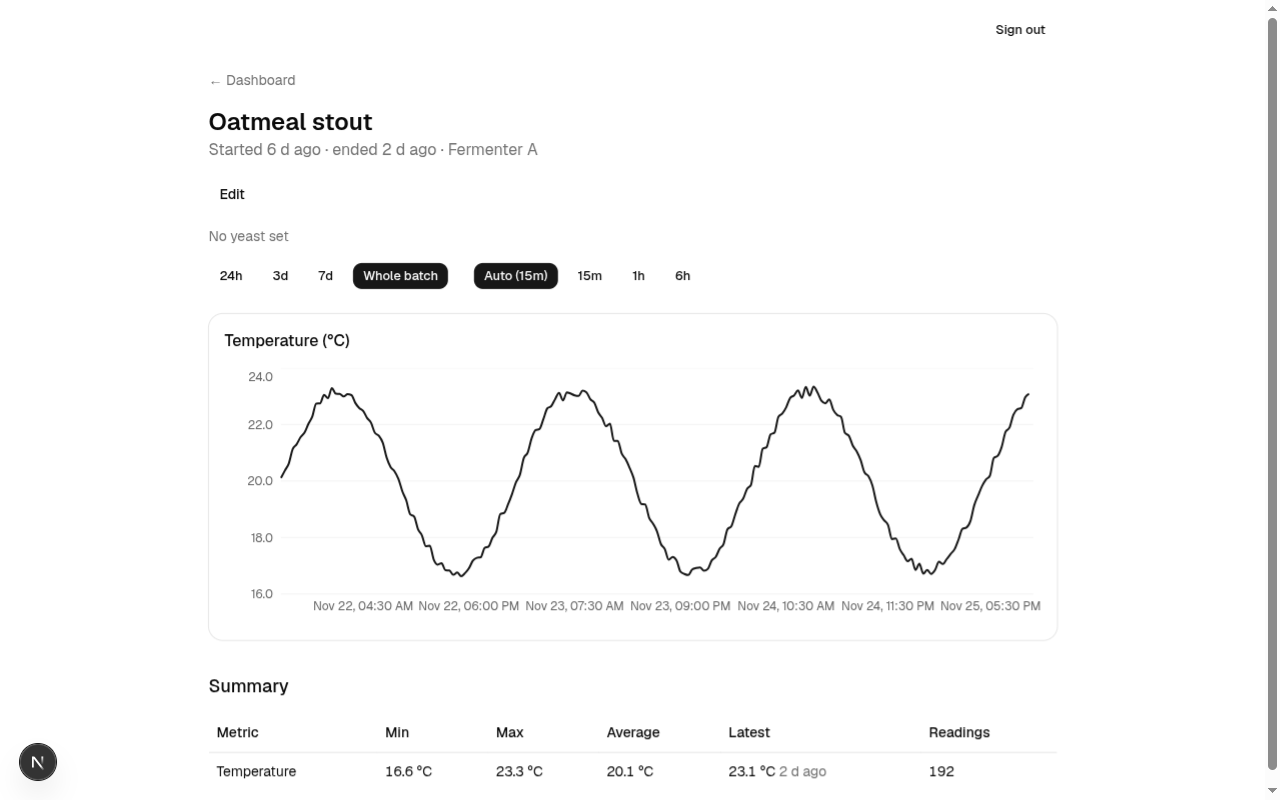 Sign out
← Dashboard
Oatmeal stout
Started 6 d ago · ended 2 d ago · Fermenter A
Edit
No yeast set
24h 3d 7d Whole batch Auto (15m) 15m 1h 6h
Temperature (°C)
24.0
22.0
20.0
18.0
16.0
Nov 22, 04:30 AM Nov 22, 06:00 PM Nov 23, 07:30 AM Nov 23, 09:00 PM Nov 24, 10:30 AM Nov 24, 11:30 PM Nov 25, 05:30 PM
Summary
Metric Min Max Average Latest Readings
Temperature 16.6 °C 23.3 °C 20.1 °C 23.1 °C 2 d ago 192
N